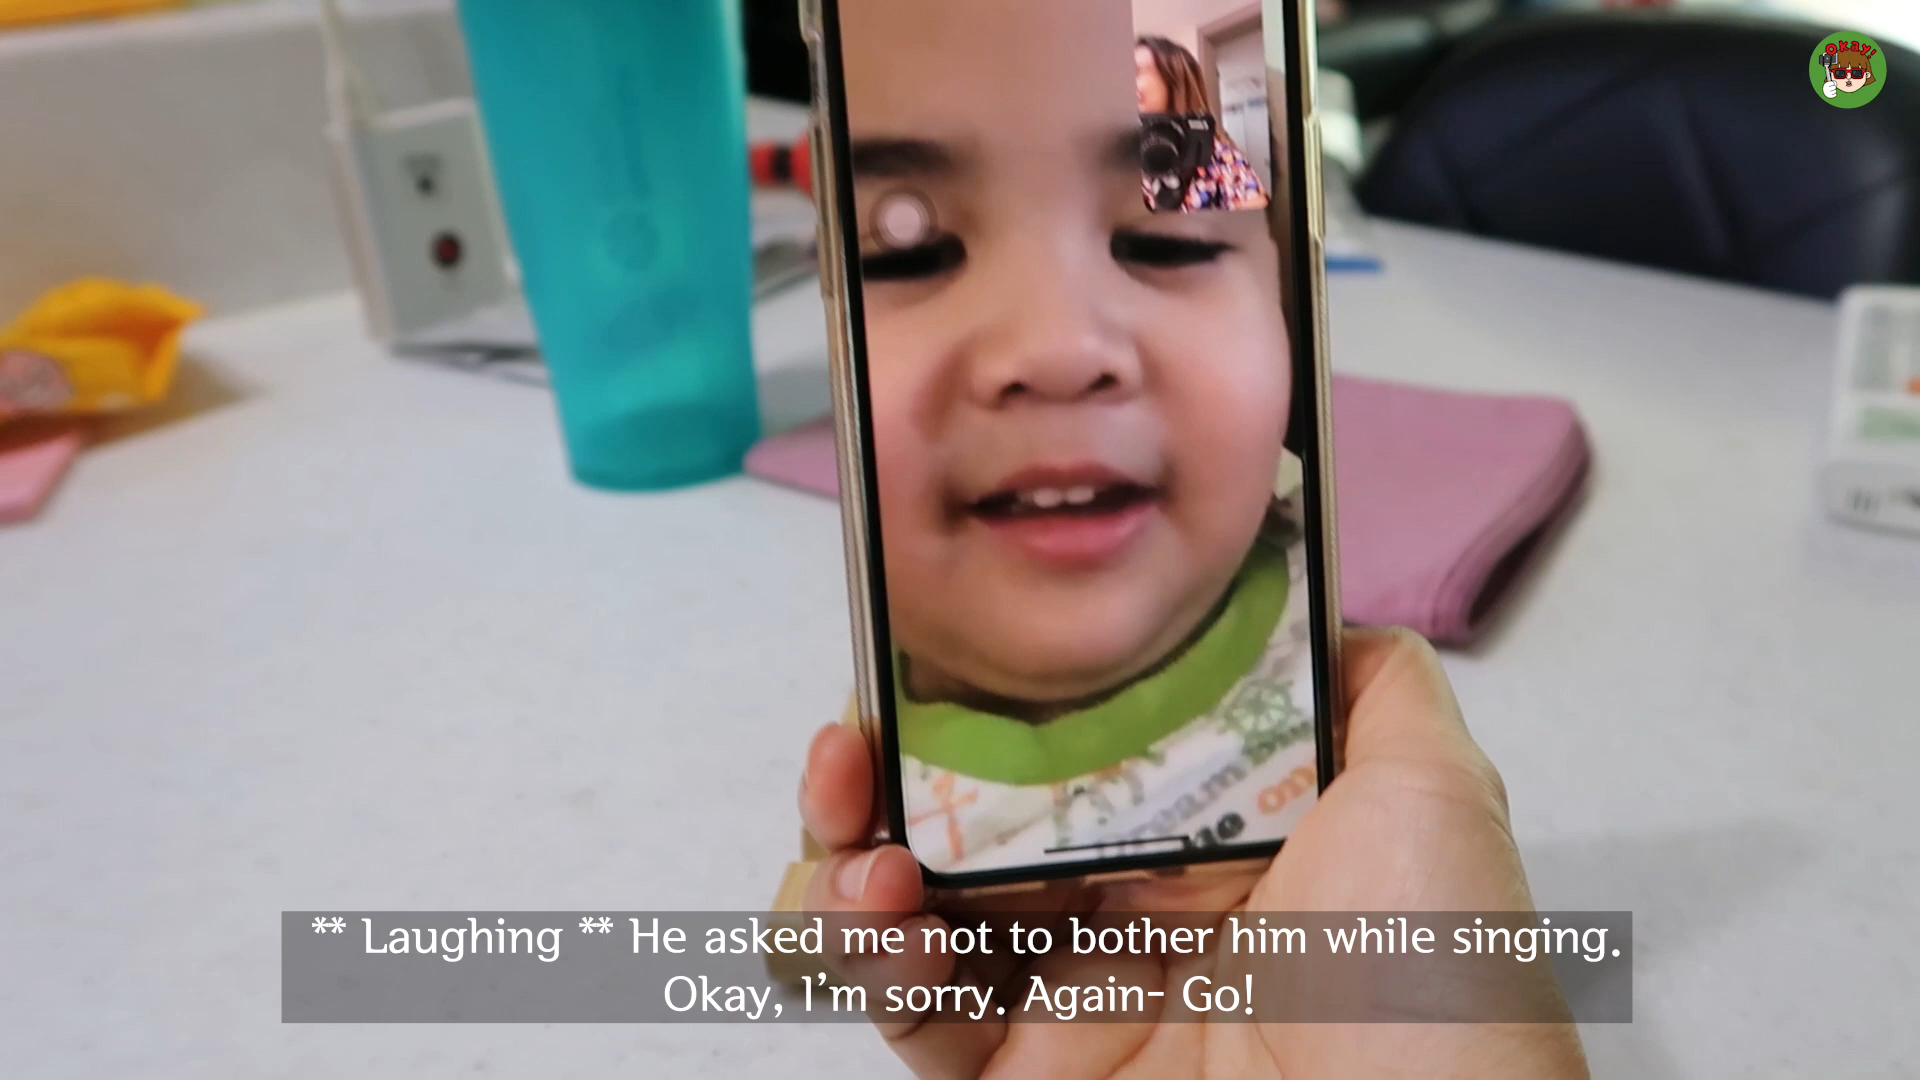 Okay!
** Laughing ** He asked me not to bother him while singing.
Okay, I'm sorry. Again- Go!